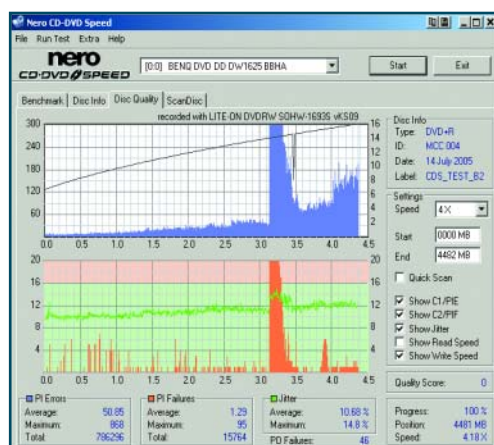 Nero CD-DVD Speed
File Run Test Extra Help
nero
CD·DVD SPEED
[0:0] BENQ DVD DD DW1625 BBHA
Start Exit
Benchmark Disc Info Disc Quality ScanDisc
recorded with LITE-ON DVDRW SOHW-1693S vKS09
300 16
240 14
12
180 10
8
120 6
60 4
2
0.0 0.5 1.0 1.5 2.0 2.5 3.0 3.5 4.0 4.5
20 20
16 16
12 12
8 8
4 4
0.0 0.5 1.0 1.5 2.0 2.5 3.0 3.5 4.0 4.5
Disc Info
Type: DVD+R
ID: MCC 004
Date: 14 July 2005
Label: CDS_TEST_B2
Settings
Speed 4 X
Start 0000 MB
End 4482 MB
Quick Scan
Show C1/PIE
Show C2/PIF
Show Jitter
Show Read Speed
Show Write Speed
Quality Score: 0
PI Errors
Average: 50.85
Maximum: 868
Total: 786296
PI Failures
Average: 1.29
Maximum: 95
Total: 15764
Jitter
Average: 10.68 %
Maximum: 14.8 %
PO Failures: 46
Progress: 100 %
Position: 4481 MB
Speed: 4.18 X